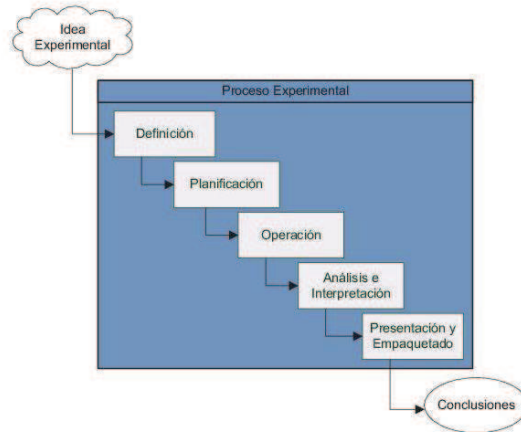 Idea
Experimental
Proceso Experimental
Definición
Planificación
Operación
Análisis e
Interpretación
Presentación y
Empaquetado
Conclusiones